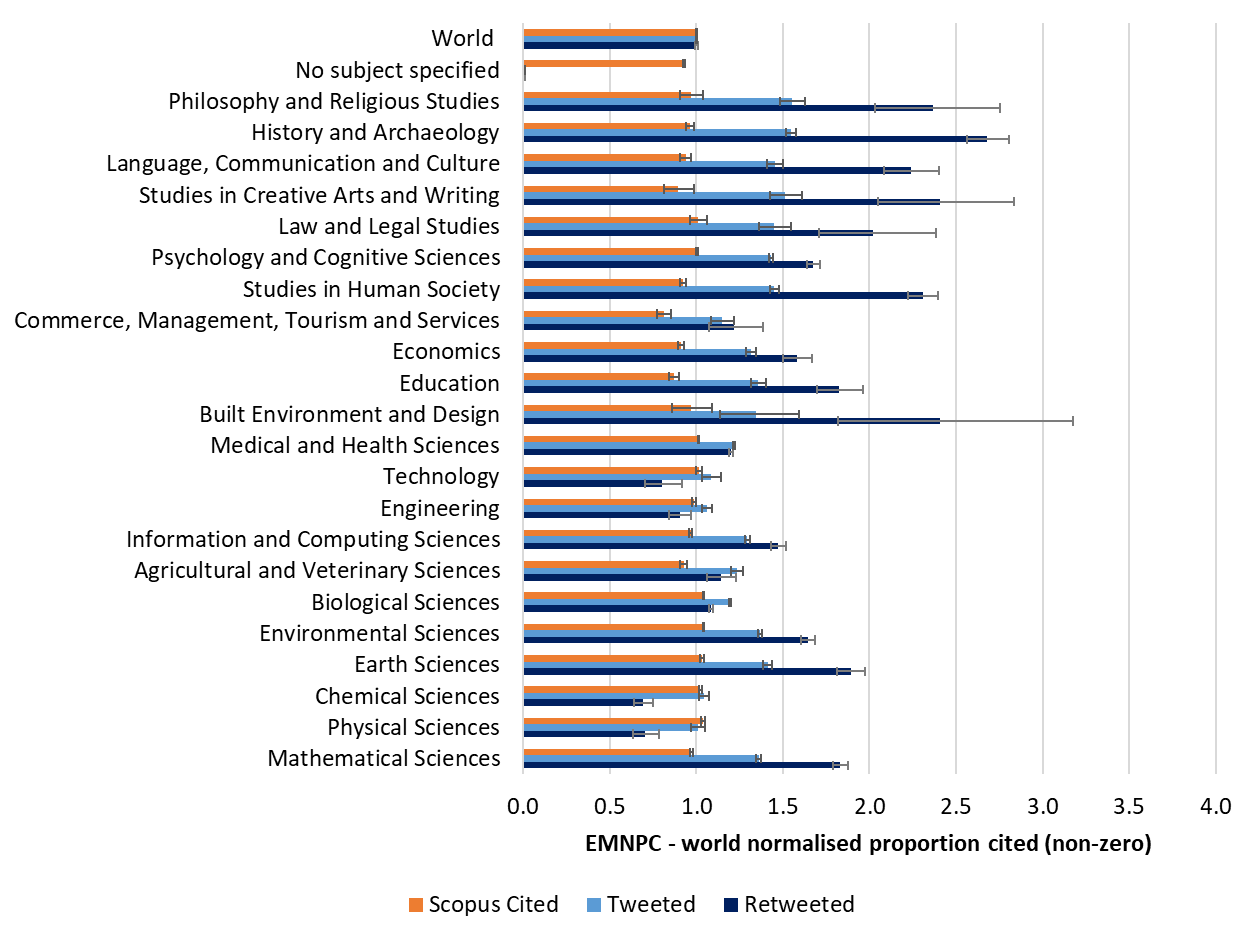 World
No subject specified
Philosophy and Religious Studies
History and Archaeology
Language, Communication and Culture
Studies in Creative Arts and Writing
Law and Legal Studies
Psychology and Cognitive Sciences
Studies in Human Society
Commerce, Management, Tourism and Services
Economics
Education
Built Environment and Design
Medical and Health Sciences
Technology
Engineering
Information and Computing Sciences
Agricultural and Veterinary Sciences
Biological Sciences
Environmental Sciences
Earth Sciences
Chemical Sciences
Physical Sciences
Mathematical Sciences
0.0 0.5 1.0 1.5 2.0 2.5 3.0 3.5 4.0
EMNPC - world normalised proportion cited (non-zero)
Scopus Cited Tweeted Retweeted